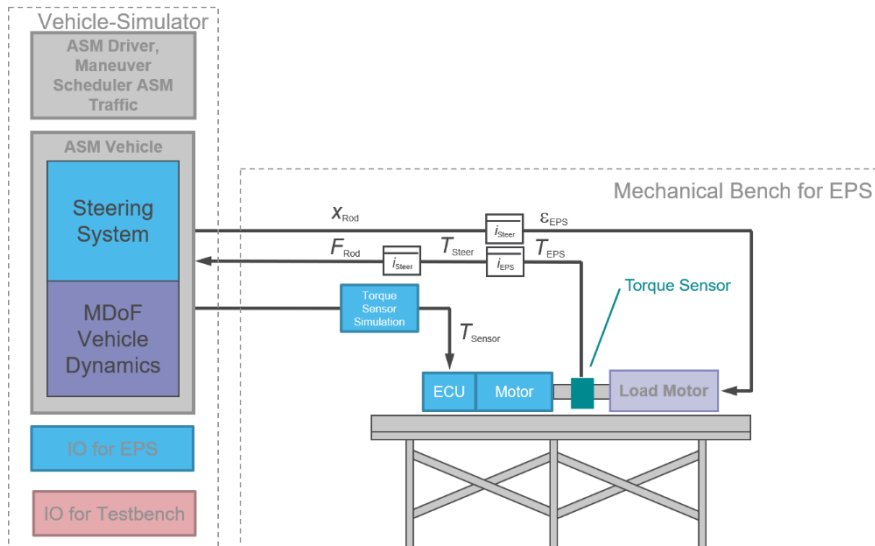 Vehicle-Simulator
ASM Driver,
Maneuver
Scheduler ASM
Traffic
ASM Vehicle
Steering
System
MDoF
Vehicle
Dynamics
IO for EPS
IO for Testbench
Mechanical Bench for EPS
xRod
iSteer
εEPS
FRod
iSteer
TSteer
iEPS
TEPS
Torque
Sensor
Simulation
TSensor
Torque Sensor
ECU
Motor
Load Motor